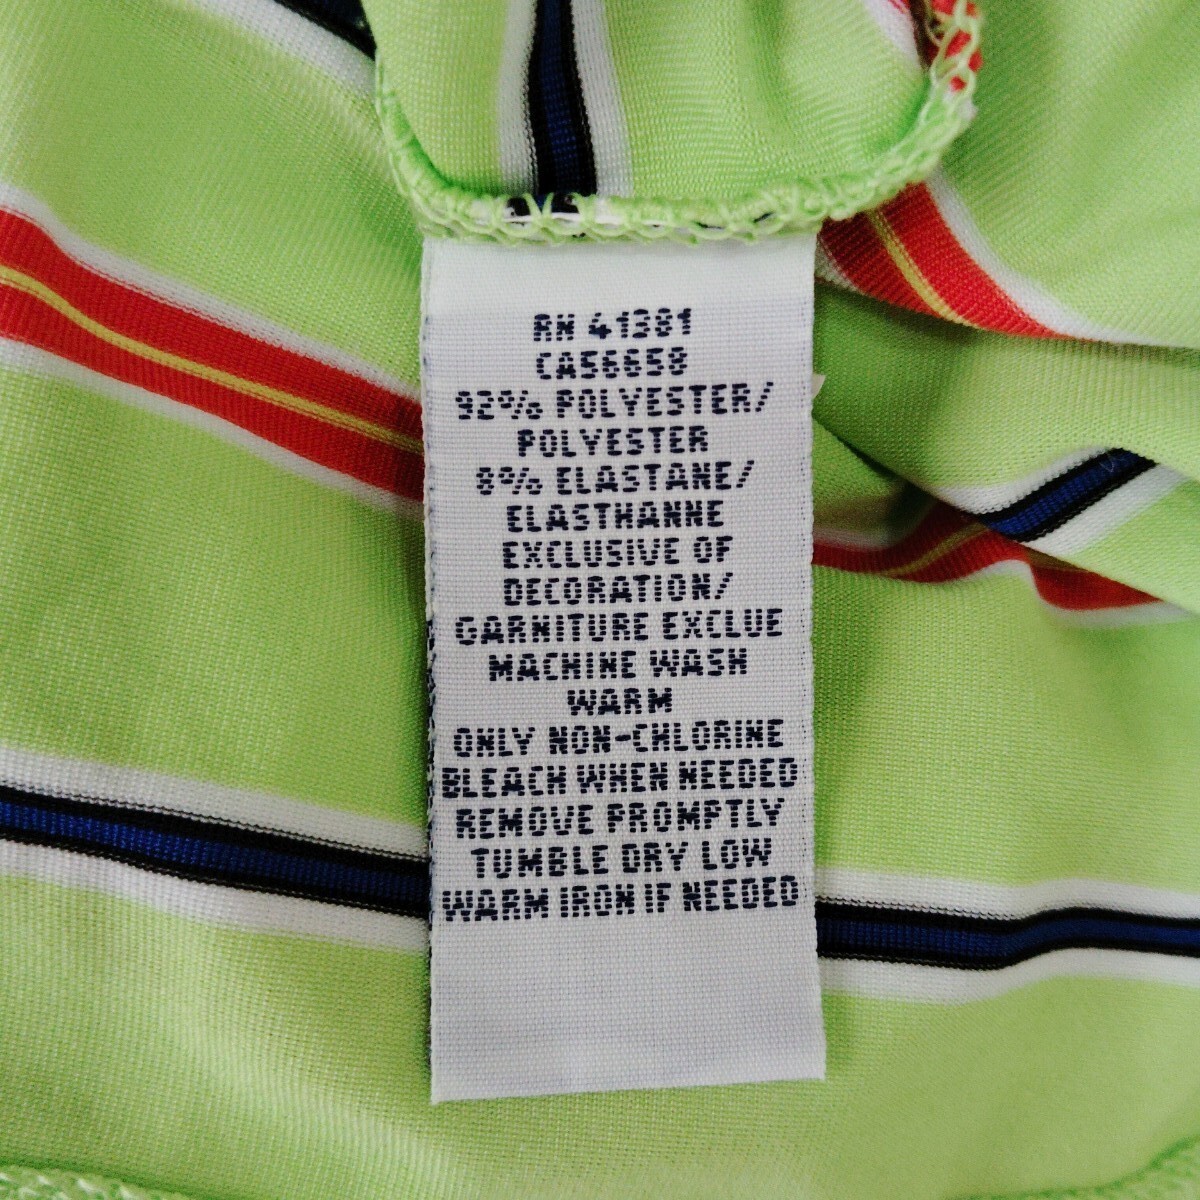 RN 41381
CA56658
92% POLYESTER/
POLYESTER
8% ELASTANE/
ELASTHANNE
EXCLUSIVE OF
DECORATION/
GARNITURE EXCLUE
MACHINE WASH
WARM
ONLY NON-CHLORINE
BLEACH WHEN NEEDED
REMOVE PROMPTLY
TUMBLE DRY LOW
WARM IRON IF NEEDED